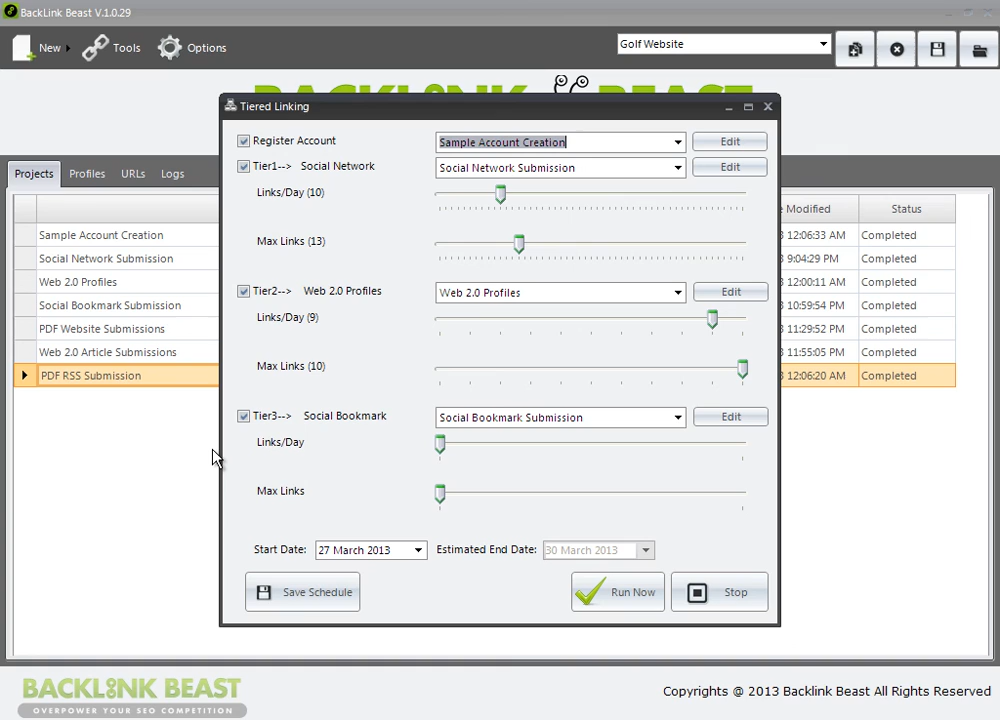 BackLink Beast V.1.0.29
New Tools Options Golf Website
Tiered Linking
Register Account Sample Account Creation Edit
Tier1--> Social Network Social Network Submission Edit
Links/Day (10)
Max Links (13)
Tier2--> Web 2.0 Profiles Web 2.0 Profiles Edit
Links/Day (9)
Max Links (10)
Tier3--> Social Bookmark Social Bookmark Submission Edit
Links/Day
Max Links
Start Date: 27 March 2013 Estimated End Date: 30 March 2013
Save Schedule Run Now Stop
Projects Profiles URLs Logs
Modified Status
Sample Account Creation 12:06:33 AM Completed
Social Network Submission 9:04:29 PM Completed
Web 2.0 Profiles 12:00:11 AM Completed
Social Bookmark Submission 10:59:54 PM Completed
PDF Website Submissions 11:29:52 PM Completed
Web 2.0 Article Submissions 11:55:05 PM Completed
PDF RSS Submission 12:06:20 AM Completed
BACKLINK BEAST
OVERPOWER YOUR SEO COMPETITION
Copyrights @ 2013 Backlink Beast All Rights Reserved